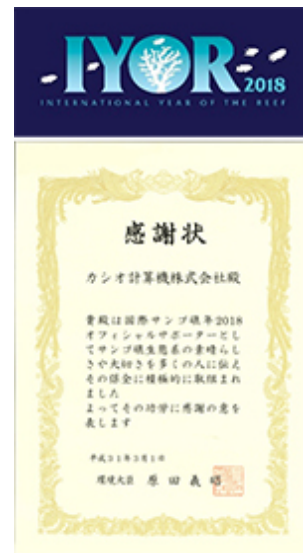 IYOR 2018
INTERNATIONAL YEAR OF THE REEF
感謝状
カシオ計算機株式会社殿
貴殿は国際サンゴ礁年2018
オフィシャルサポーターとし
てサンゴ礁生態系の素晴らし
さや大切さを多くの人に伝え
その保全に積極的に取組まれ
ました
よってその功労に感謝の意を
表します
平成31年3月1日
環境大臣 原田義昭